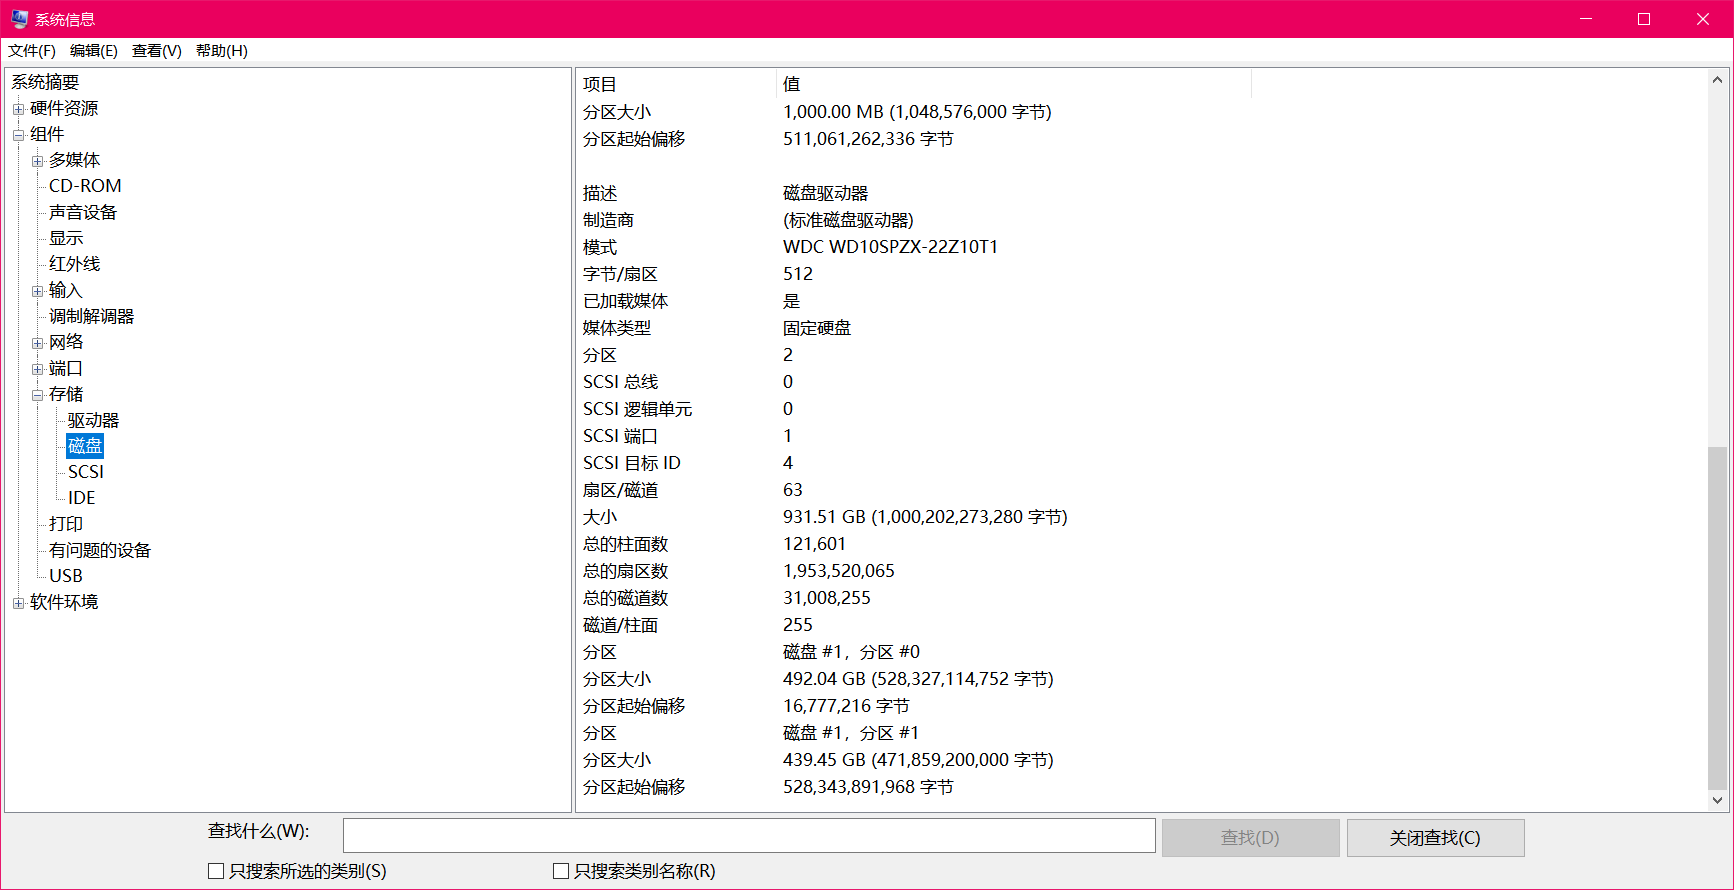 系统信息
文件(F) 编辑(E) 查看(V) 帮助(H)
系统摘要
硬件资源
组件
多媒体
CD-ROM
声音设备
显示
红外线
输入
调制解调器
网络
端口
存储
驱动器
磁盘
SCSI
IDE
打印
有问题的设备
USB
软件环境
项目 值
分区大小 1,000.00 MB (1,048,576,000 字节)
分区起始偏移 511,061,262,336 字节
描述 磁盘驱动器
制造商 (标准磁盘驱动器)
模式 WDC WD10SPZX-22Z10T1
字节/扇区 512
已加载媒体 是
媒体类型 固定硬盘
分区 2
SCSI 总线 0
SCSI 逻辑单元 0
SCSI 端口 1
SCSI 目标 ID 4
扇区/磁道 63
大小 931.51 GB (1,000,202,273,280 字节)
总的柱面数 121,601
总的扇区数 1,953,520,065
总的磁道数 31,008,255
磁道/柱面 255
分区 磁盘 #1，分区 #0
分区大小 492.04 GB (528,327,114,752 字节)
分区起始偏移 16,777,216 字节
分区 磁盘 #1，分区 #1
分区大小 439.45 GB (471,859,200,000 字节)
分区起始偏移 528,343,891,968 字节
查找什么(W): 查找(D) 关闭查找(C)
只搜索所选的类别(S) 只搜索类别名称(R)